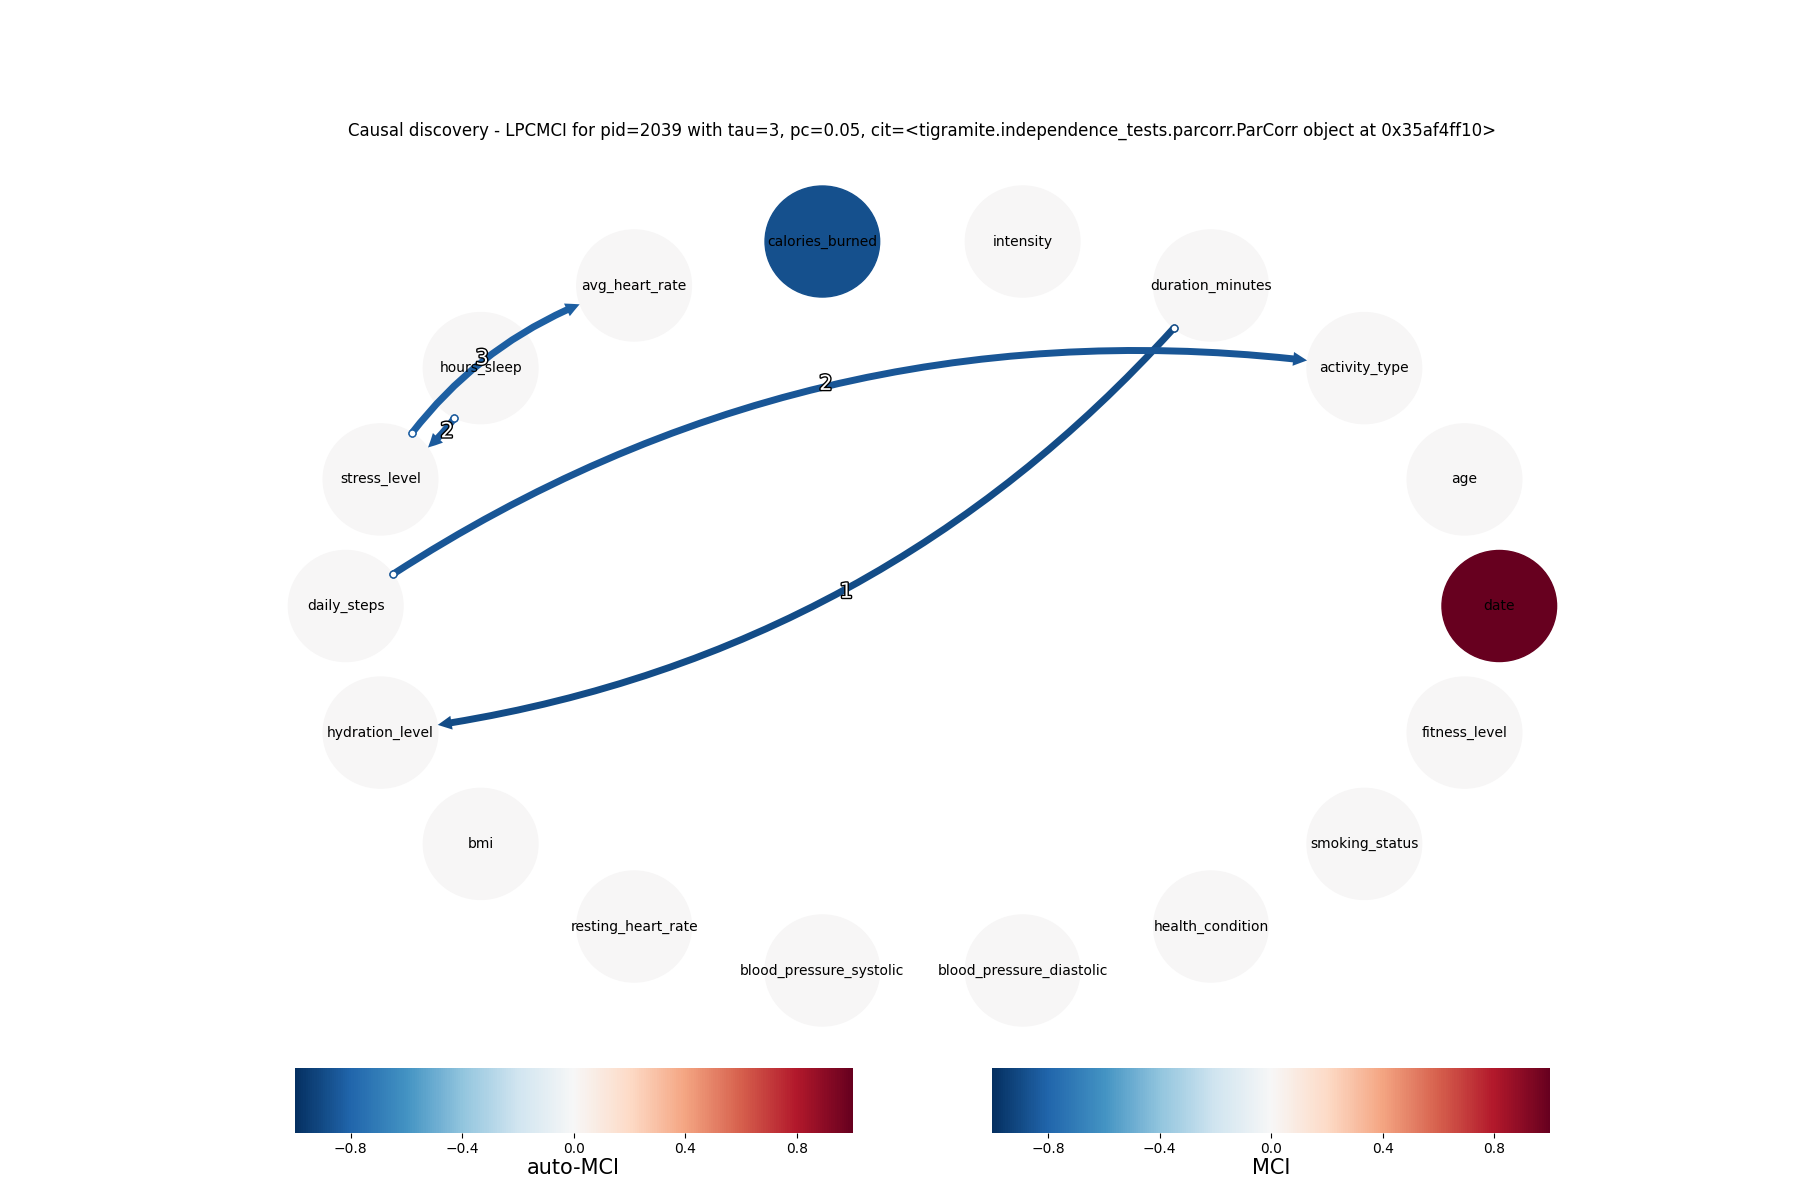 Causal discovery - LPCMCI for pid=2039 with tau=3, pc=0.05, cit=<tigramite.independence_tests.parcorr.ParCorr object at 0x35af4ff10>
calories_burned
intensity
avg_heart_rate
duration_minutes
3
hours_sleep
2
activity_type
2
stress_level
age
1
daily_steps
date
hydration_level
fitness_level
bmi
smoking_status
resting_heart_rate
health_condition
blood_pressure_systolic
blood_pressure_diastolic
−0.8 −0.4 0.0 0.4 0.8
auto-MCI
−0.8 −0.4 0.0 0.4 0.8
MCI